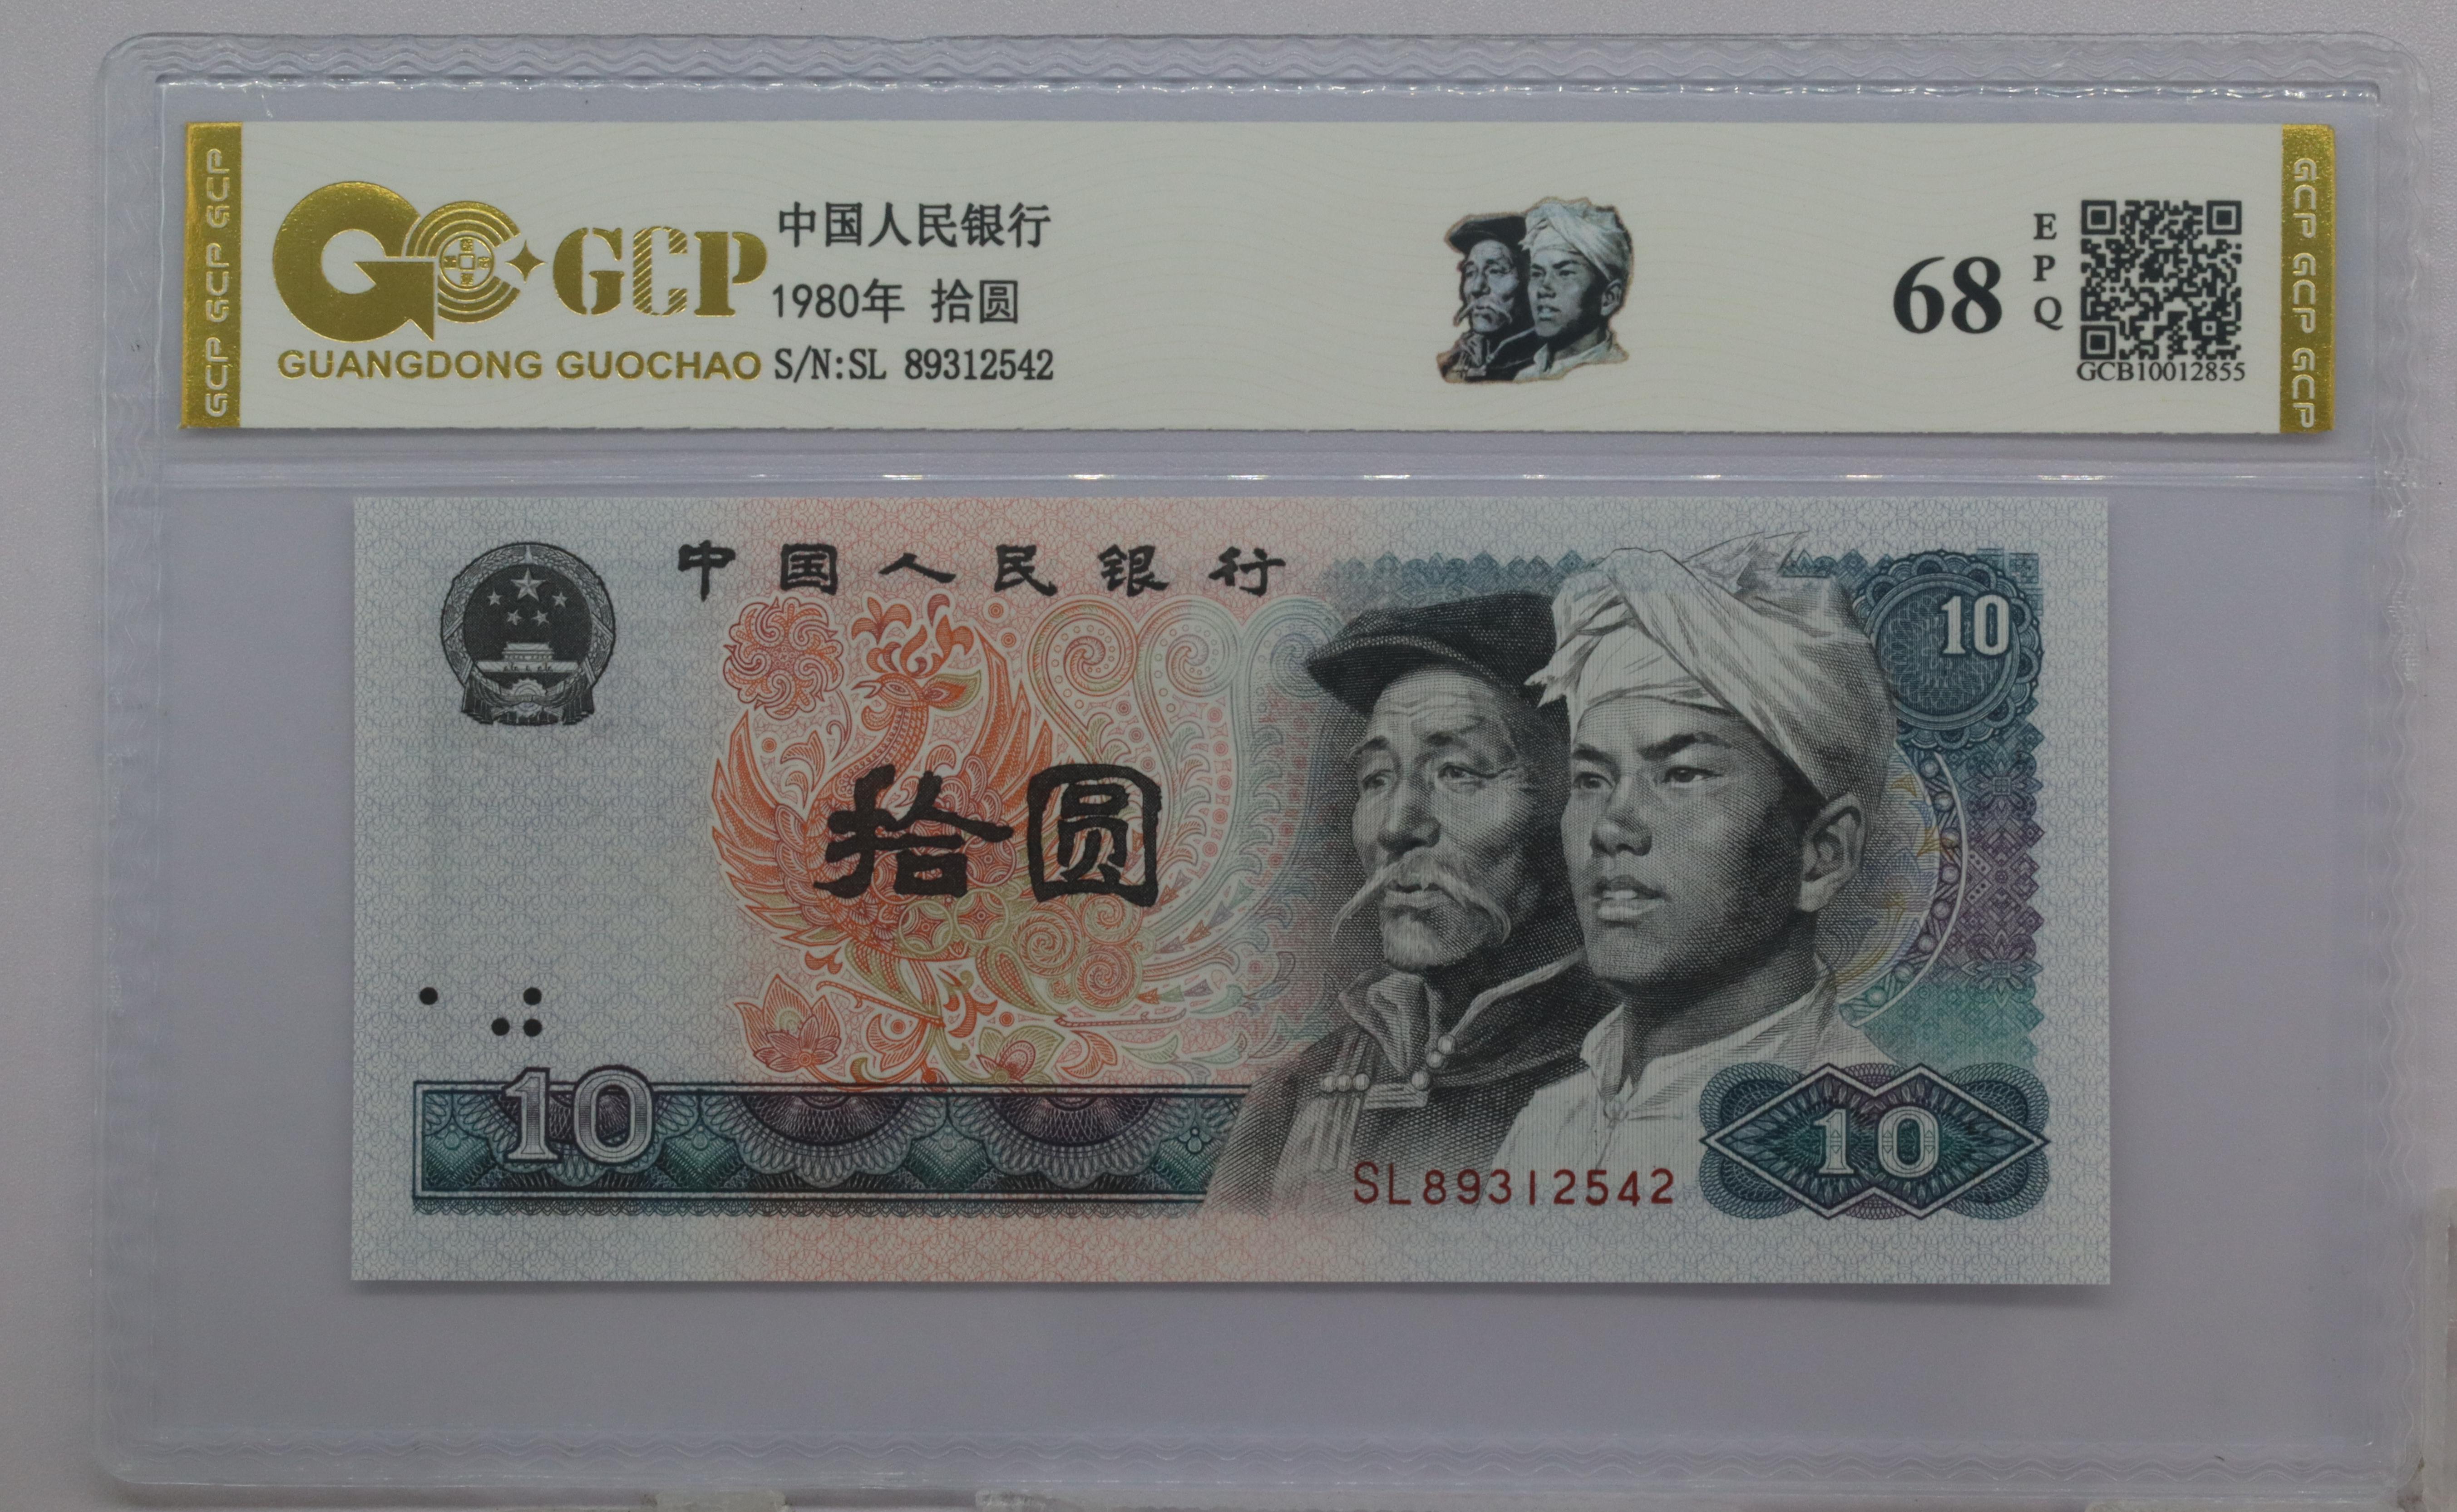 GCP GCP GCP
GCP
GUANGDONG GUOCHAO
中国人民银行
1980年 拾圆
S/N:SL 89312542
68
EPQ
GCB10012855
GCP GCP GCP
中国人民银行
10
拾圆
10
SL89312542
10